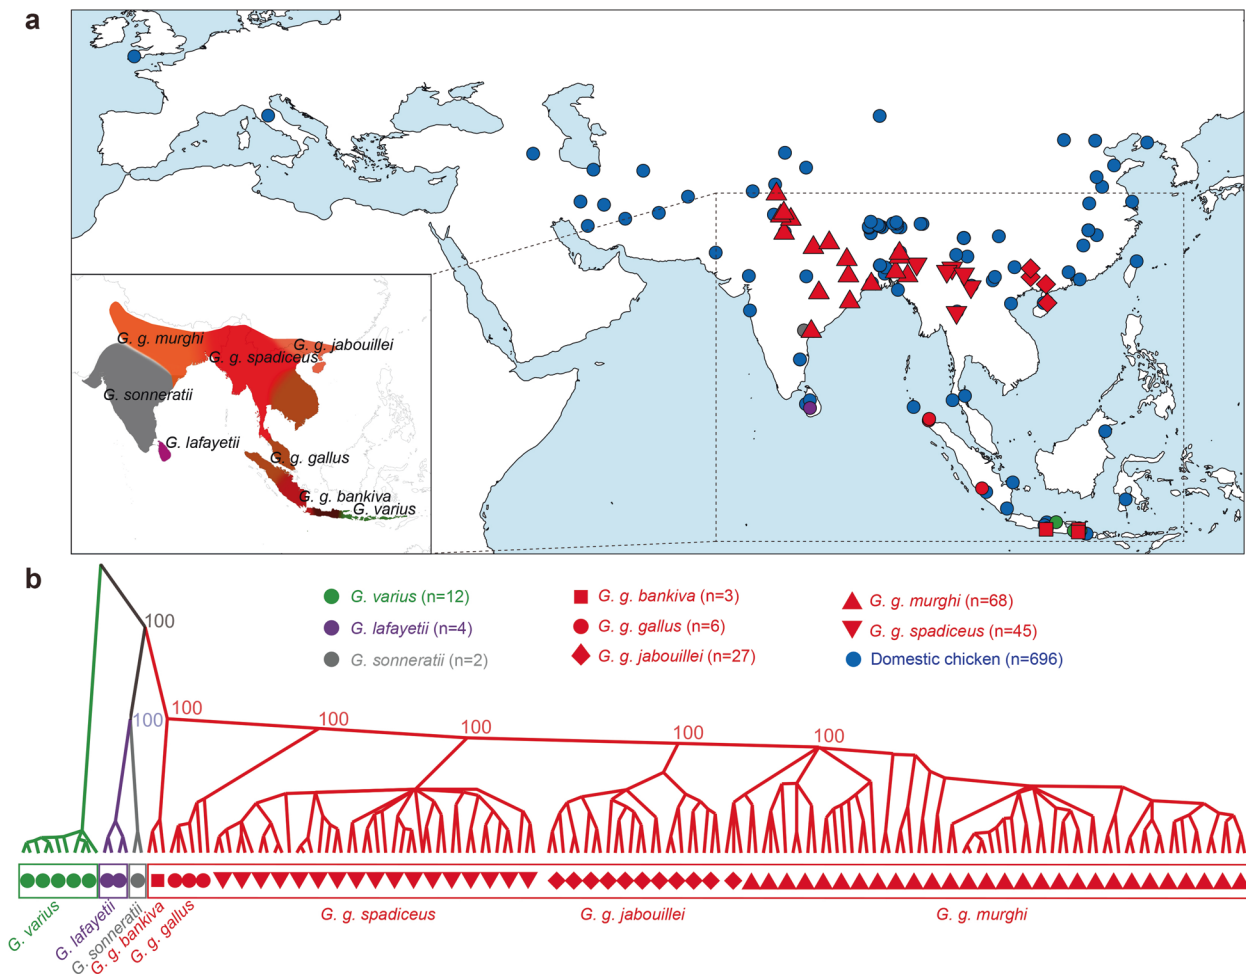 a
G. g. murghi
G. g. jabouillei
G. g. spadiceus
G. sonneratii
G. lafayetii
G. g. gallus
G. g. bankiva
G. varius
b
G. varius (n=12)
G. lafayetii (n=4)
G. sonneratii (n=2)
G. g. bankiva (n=3)
G. g. gallus (n=6)
G. g. jabouillei (n=27)
G. g. murghi (n=68)
G. g. spadiceus (n=45)
Domestic chicken (n=696)
100
100
100
100
100
100
100
G. varius
G. lafayetii
G. sonneratii
G. g. bankiva
G. g. gallus
G. g. spadiceus
G. g. jabouillei
G. g. murghi